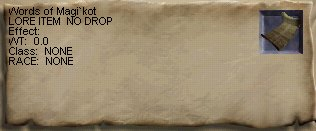 Words of Magi`kot
LORE ITEM  NO DROP
Effect:
WT:  0.0
Class:  NONE
RACE:  NONE